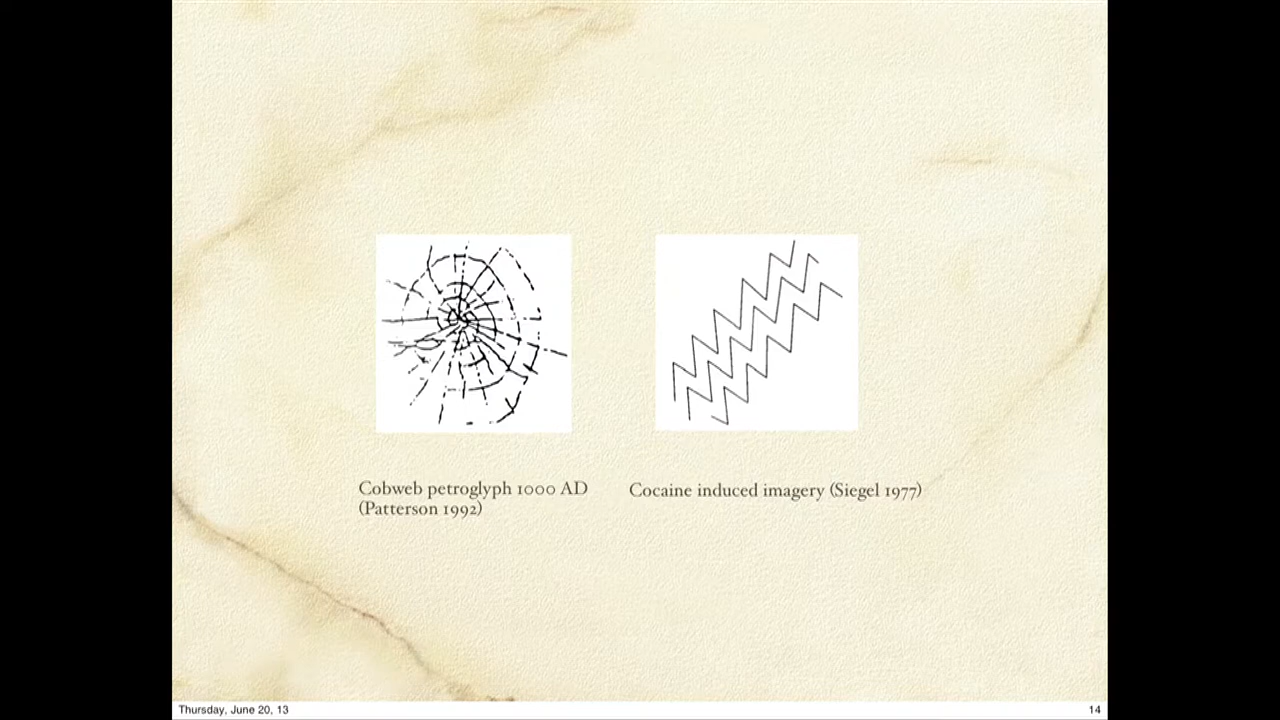 Cobweb petroglyph 1000 AD
(Patterson 1992)
Cocaine induced imagery (Siegel 1977)
Thursday, June 20, 13
14